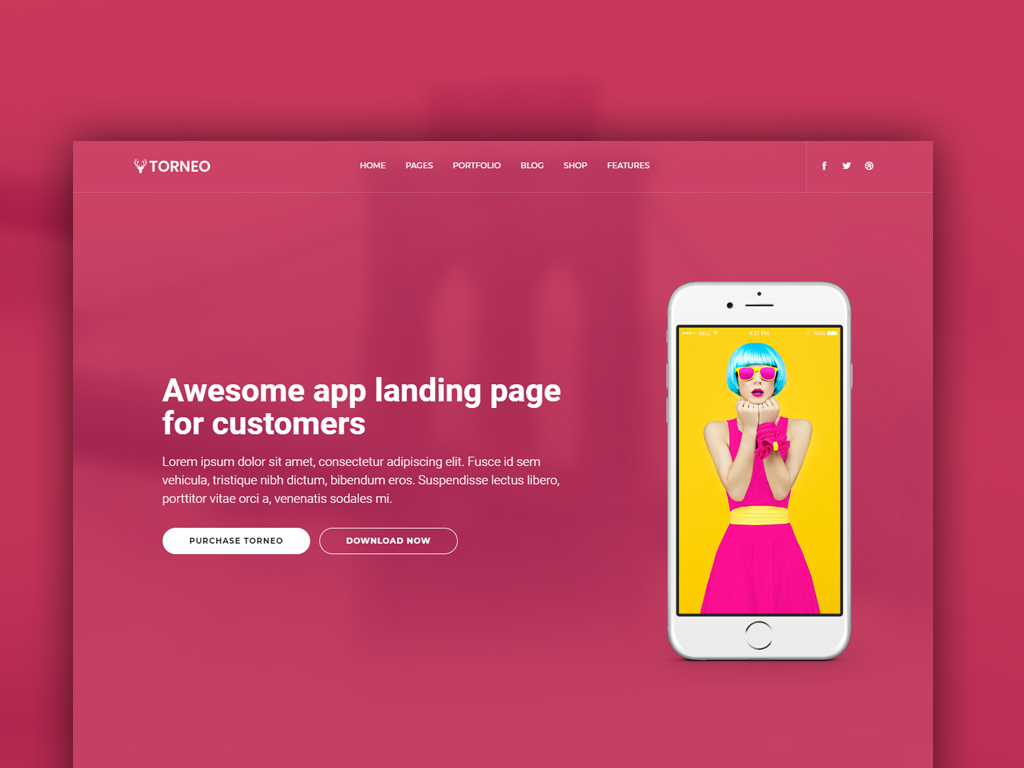 TORNEO
HOME PAGES PORTFOLIO BLOG SHOP FEATURES
Awesome app landing page
for customers
Lorem ipsum dolor sit amet, consectetur adipiscing elit. Fusce id sem
vehicula, tristique nibh dictum, bibendum eros. Suspendisse lectus libero,
porttitor vitae orci a, venenatis sodales mi.
PURCHASE TORNEO
DOWNLOAD NOW
BELL 4:21 PM 100%